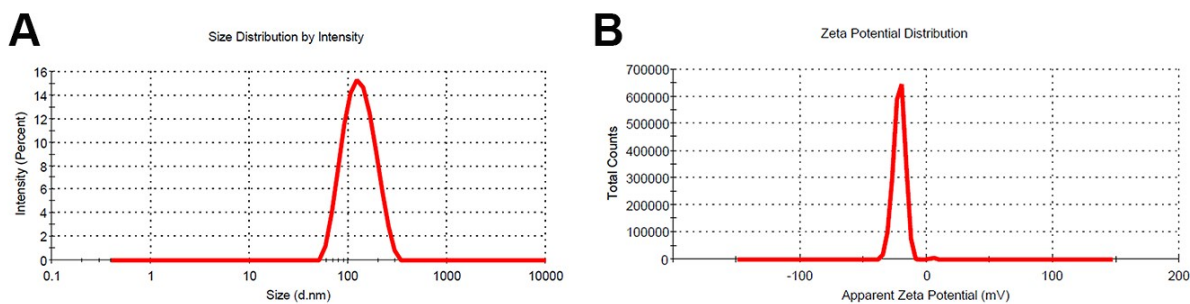 A
Size Distribution by Intensity
Intensity (Percent)
16
14
12
10
8
6
4
2
0
0.1 1 10 100 1000 10000
Size (d.nm)
B
Zeta Potential Distribution
Total Counts
700000
600000
500000
400000
300000
200000
100000
0
-100 0 100 200
Apparent Zeta Potential (mV)